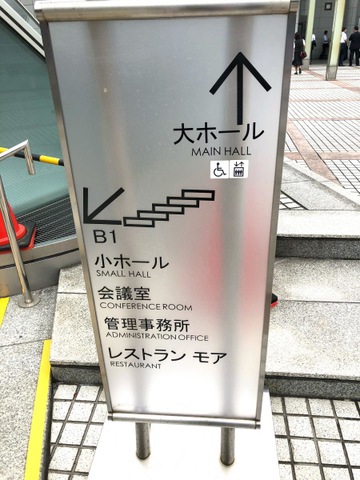 大ホール
MAIN HALL
B1
小ホール
SMALL HALL
会議室
CONFERENCE ROOM
管理事務所
ADMINISTRATION OFFICE
レストラン モア
RESTAURANT